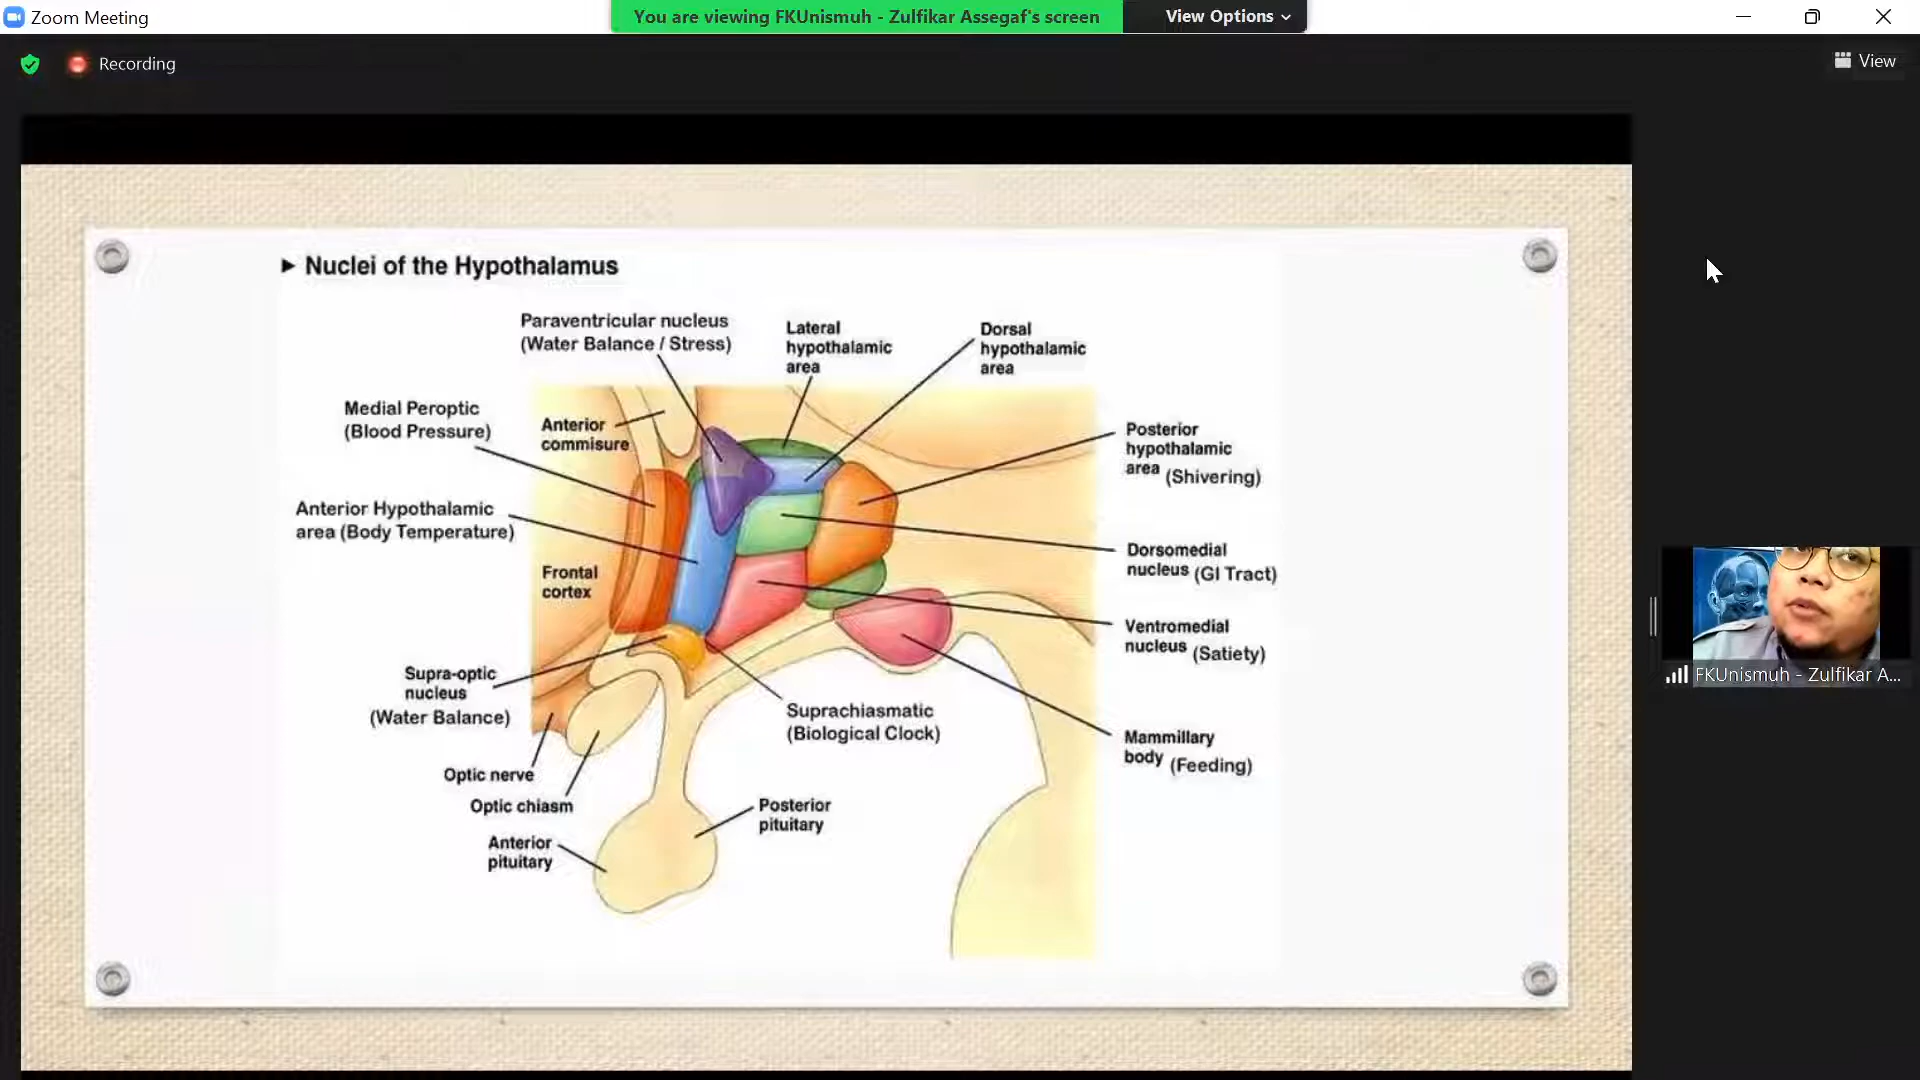 Zoom Meeting
You are viewing FKUnismuh - Zulfikar Assegaf's screen
View Options
Recording
View
Nuclei of the Hypothalamus
Paraventricular nucleus
(Water Balance / Stress)
Lateral
hypothalamic
area
Dorsal
hypothalamic
area
Medial Peroptic
(Blood Pressure)
Anterior
commisure
Posterior
hypothalamic
area (Shivering)
Anterior Hypothalamic
area (Body Temperature)
Frontal
cortex
Dorsomedial
nucleus (GI Tract)
Ventromedial
nucleus (Satiety)
Supra-optic
nucleus
(Water Balance)
Suprachiasmatic
(Biological Clock)
Mammillary
body (Feeding)
Optic nerve
Optic chiasm
Posterior
pituitary
Anterior
pituitary
FKUnismuh - Zulfikar A...